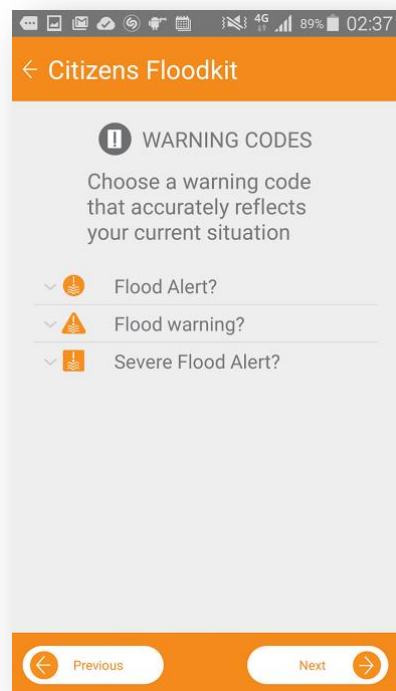 4G 89% 02:37
Citizens Floodkit
WARNING CODES
Choose a warning code
that accurately reflects
your current situation
Flood Alert?
Flood warning?
Severe Flood Alert?
Previous Next